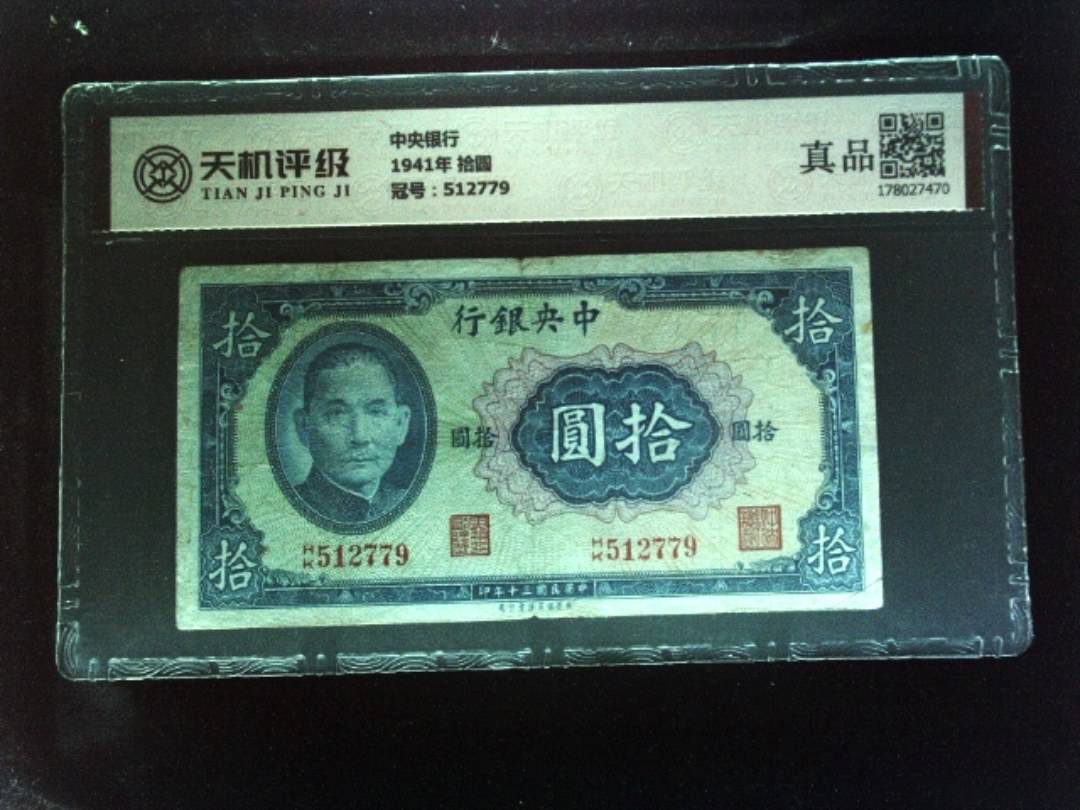 天机评级
TIAN JI PING JI
中央银行
1941年 拾圆
冠号：512779
真品
178027470
行銀央中
拾
拾
圓拾
圓拾
圓拾
H/K512779
H/K512779
拾
拾
印年十三國民華中